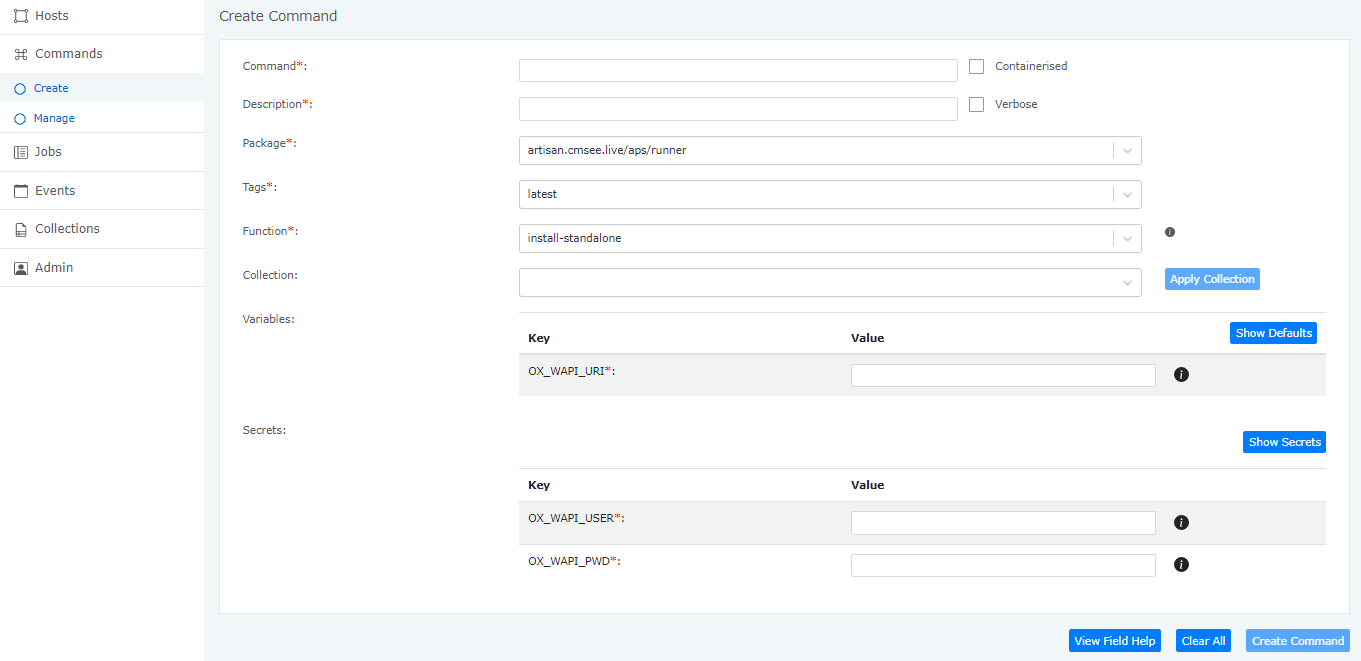 Hosts
Commands
Create
Manage
Jobs
Events
Collections
Admin
Create Command
Command*:
Containerised
Description*:
Verbose
Package*:
artisan.cmsee.live/aps/runner
Tags*:
latest
Function*:
install-standalone
Collection:
Apply Collection
Variables:
Key Value Show Defaults
OX_WAPI_URI*:
Secrets:
Show Secrets
Key Value
OX_WAPI_USER*:
OX_WAPI_PWD*:
View Field Help Clear All Create Command